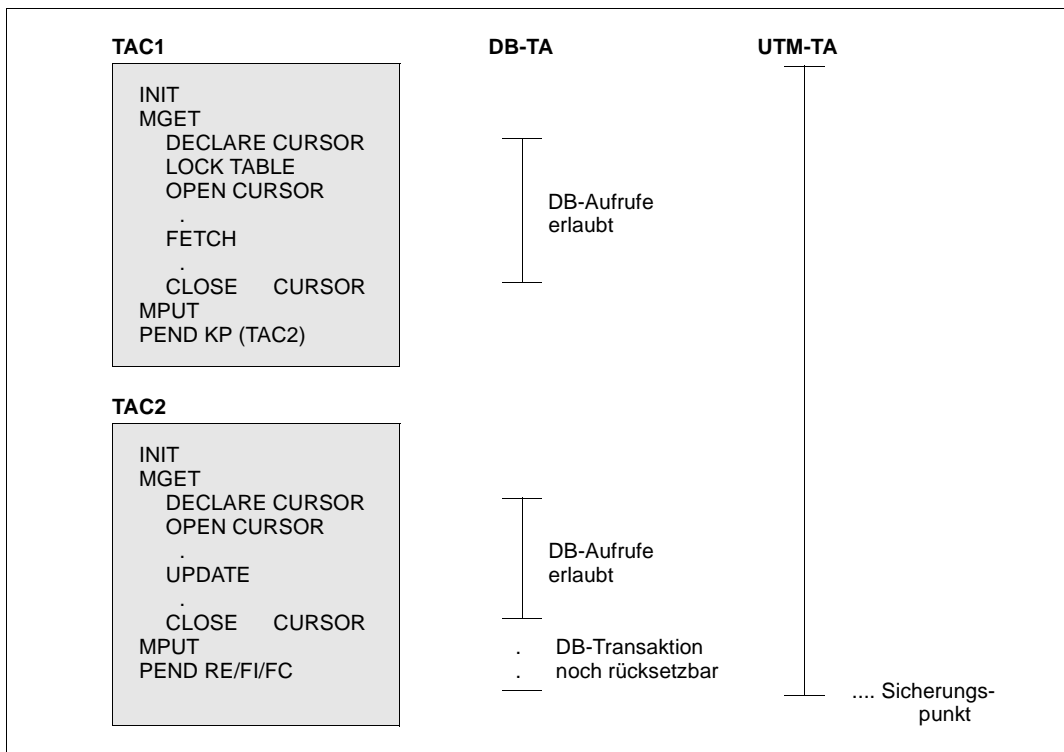 TAC1 DB-TA UTM-TA
INIT
MGET
DECLARE CURSOR
LOCK TABLE
OPEN CURSOR
.
FETCH
.
CLOSE CURSOR
MPUT
PEND KP (TAC2)
DB-Aufrufe
erlaubt
TAC2
INIT
MGET
DECLARE CURSOR
OPEN CURSOR
.
UPDATE
.
CLOSE CURSOR
MPUT
PEND RE/FI/FC
DB-Aufrufe
erlaubt
. DB-Transaktion
. noch rücksetzbar
.... Sicherungs-
punkt